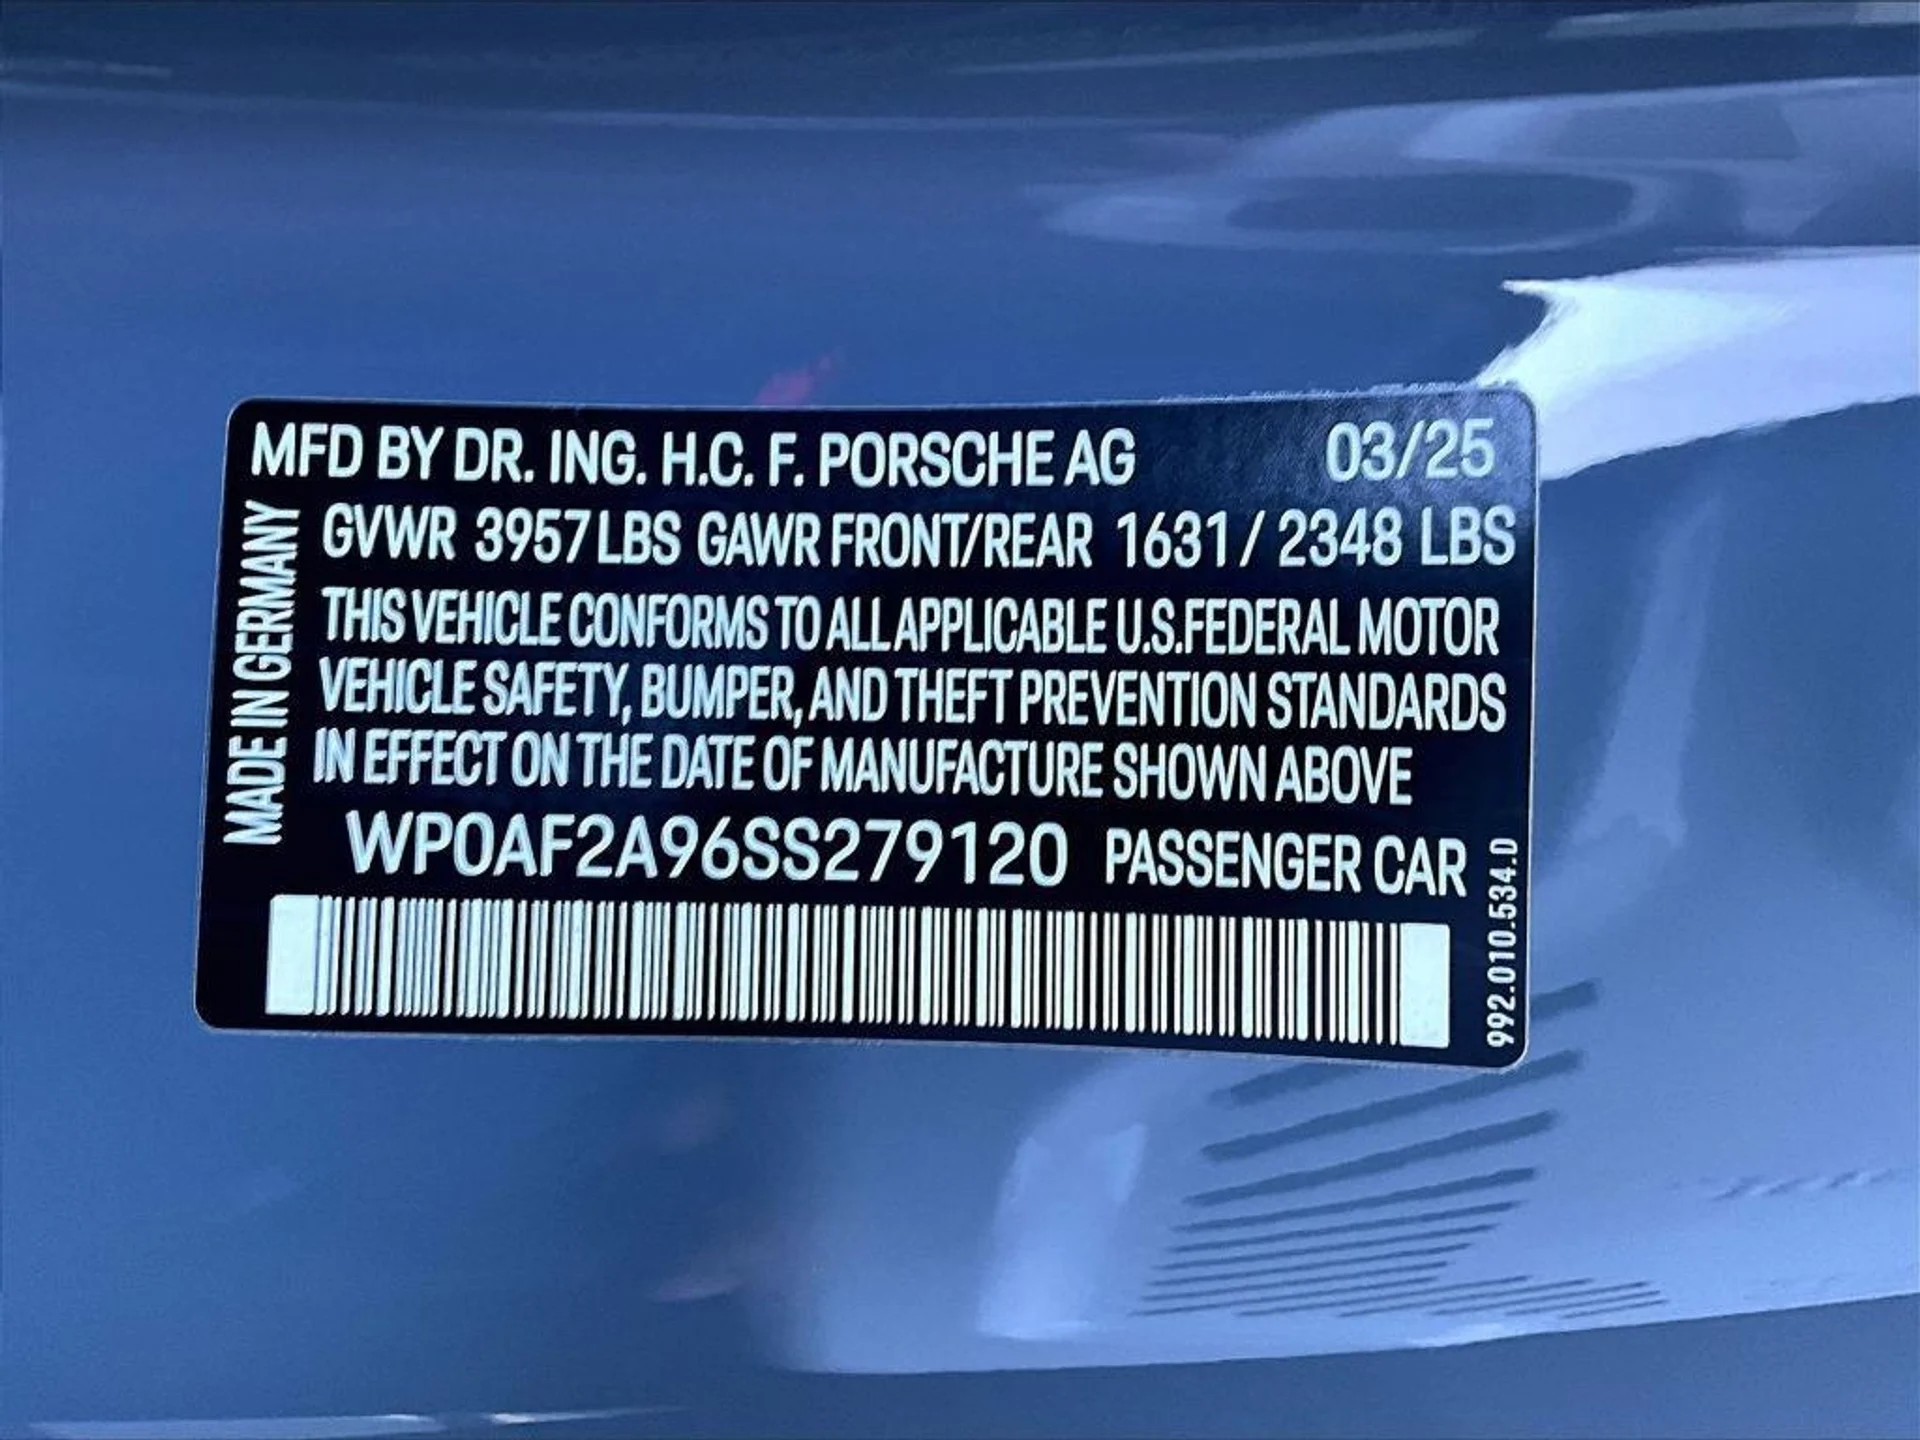 MFD BY DR. ING. H.C. F. PORSCHE AG 03/25
GVWR 3957 LBS GAWR FRONT/REAR 1631 / 2348 LBS
THIS VEHICLE CONFORMS TO ALL APPLICABLE U.S.FEDERAL MOTOR
VEHICLE SAFETY, BUMPER, AND THEFT PREVENTION STANDARDS
IN EFFECT ON THE DATE OF MANUFACTURE SHOWN ABOVE
WP0AF2A96SS279120 PASSENGER CAR
MADE IN GERMANY
992.010.534.D